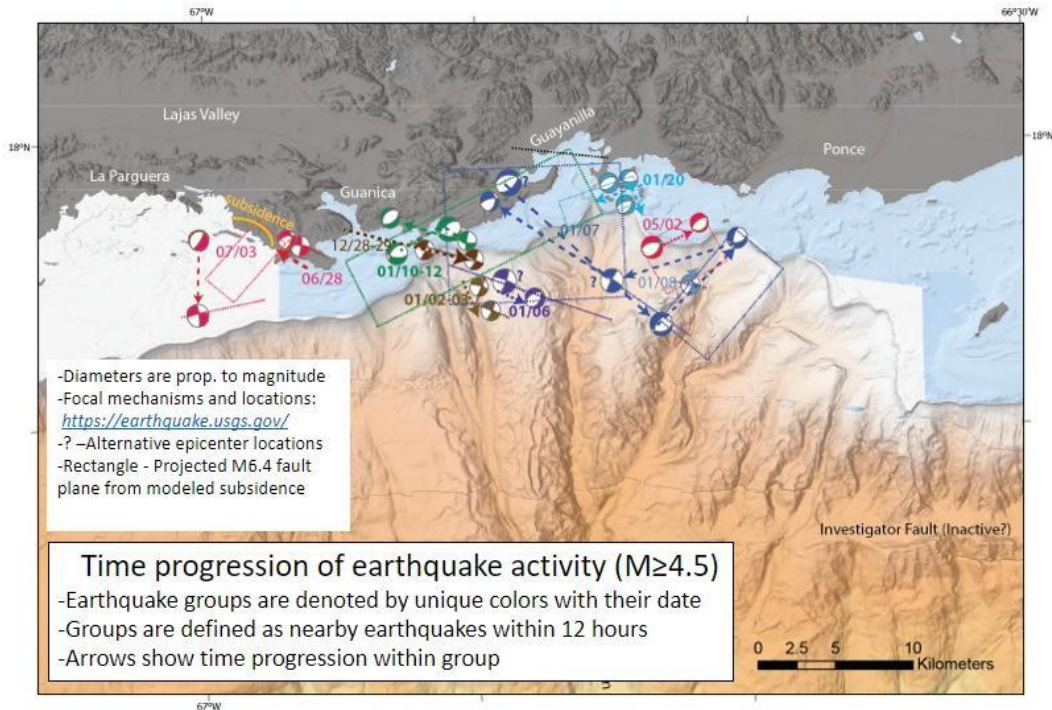 67°W
66°30'W
Lajas Valley
Guayanilla
18°N
18°N
Ponce
La Parguera
Guanica
?
01/20
subsidence
05/02
01/07
12/28-29
07/03
01/10-12
06/28
?
?
01/08
01/02-03
01/06
-Diameters are prop. to magnitude
-Focal mechanisms and locations:
https://earthquake.usgs.gov/
-? –Alternative epicenter locations
-Rectangle - Projected M6.4 fault
plane from modeled subsidence
Investigator Fault (Inactive?)
Time progression of earthquake activity (M≥4.5)
-Earthquake groups are denoted by unique colors with their date
-Groups are defined as nearby earthquakes within 12 hours
-Arrows show time progression within group
0 2.5 5 10
Kilometers
67°W